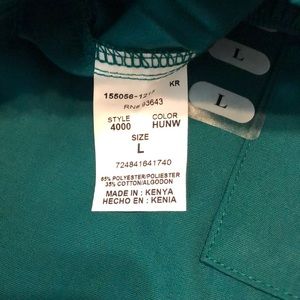 KR
155056-1217
RN# 93643
STYLE COLOR
4000 HUNW
SIZE
L
724841641740
65% POLYESTER/POLIESTER
35% COTTON/ALGODON
MADE IN : KENYA
HECHO EN : KENIA
L
L